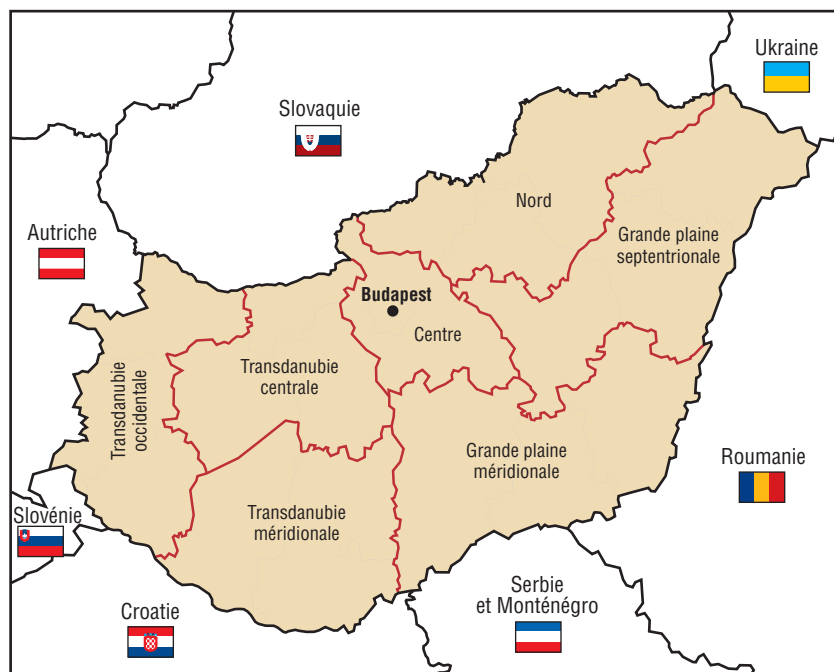 Ukraine
Slovaquie
Nord
Autriche
Grande plaine
septentrionale
Budapest
Centre
Transdanubie
centrale
Transdanubie
occidentale
Grande plaine
méridionale
Roumanie
Slovénie
Transdanubie
méridionale
Serbie
et Monténégro
Croatie